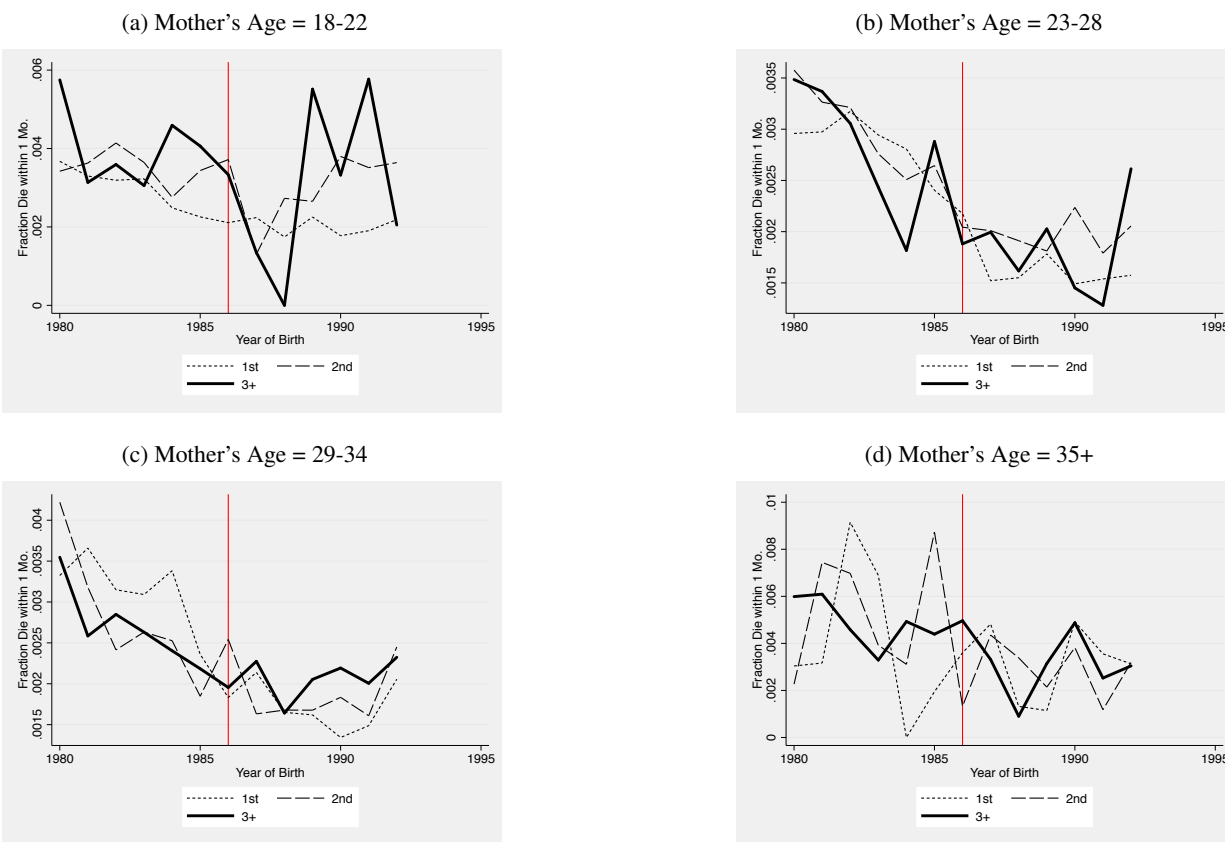 (a) Mother's Age = 18-22
Fraction Die within 1 Mo.
.006
.004
.002
0
1980 1985 1990 1995
Year of Birth
1st 2nd
3+
(b) Mother's Age = 23-28
Fraction Die within 1 Mo.
.0035
.003
.0025
.002
.0015
1980 1985 1990 1995
Year of Birth
1st 2nd
3+
(c) Mother's Age = 29-34
Fraction Die within 1 Mo.
.004
.0035
.003
.0025
.002
.0015
1980 1985 1990 1995
Year of Birth
1st 2nd
3+
(d) Mother's Age = 35+
Fraction Die within 1 Mo.
.01
.008
.006
.004
.002
0
1980 1985 1990 1995
Year of Birth
1st 2nd
3+